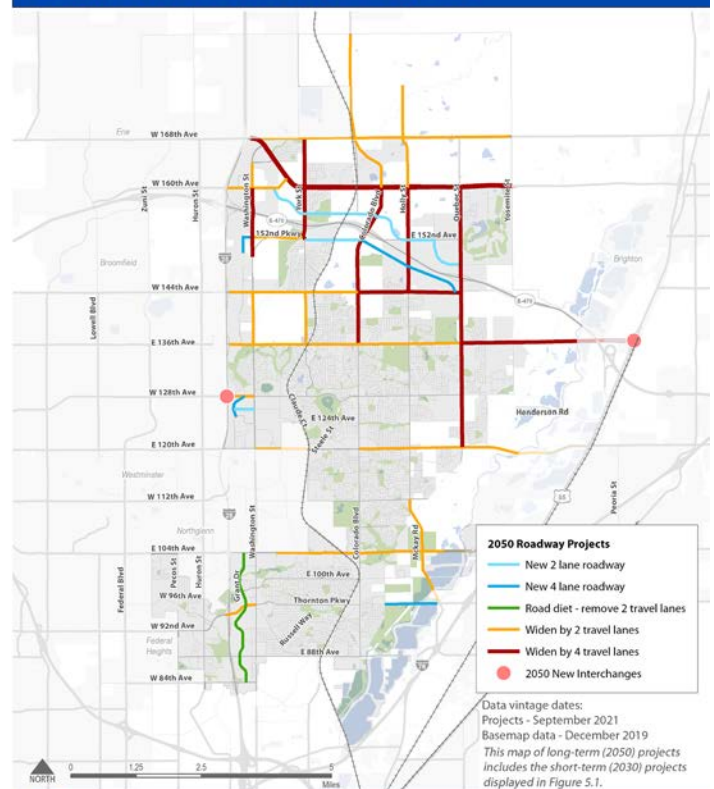 Erie
W 168th Ave
W 160th Ave
Zuni St
Huron St
Washington St
York St
Colorado Blvd
Holly St
Quebec St
Yosemite St
E-470
152nd Pkwy
E 152nd Ave
Broomfield
25
Brighton
W 144th Ave
E-470
Lowell Blvd
E 136th Ave
W 128th Ave
Claude Ct
Steele St
E 124th Ave
Henderson Rd
E 120th Ave
Westminster
W 112th Ave
85
Peoria St
Northglenn
25
Washington St
Colorado Blvd
McKay Rd
E 104th Ave
Federal Blvd
Pecos St
Huron St
Grant Dr
E 100th Ave
W 96th Ave
Thornton Pkwy
W 92nd Ave
Russell Way
Federal
Heights
E 88th Ave
W 84th Ave
76
2050 Roadway Projects
New 2 lane roadway
New 4 lane roadway
Road diet - remove 2 travel lanes
Widen by 2 travel lanes
Widen by 4 travel lanes
2050 New Interchanges
Data vintage dates:
Projects - September 2021
Basemap data - December 2019
This map of long-term (2050) projects
includes the short-term (2030) projects
displayed in Figure 5.1.
NORTH
0 1.25 2.5 5
Miles